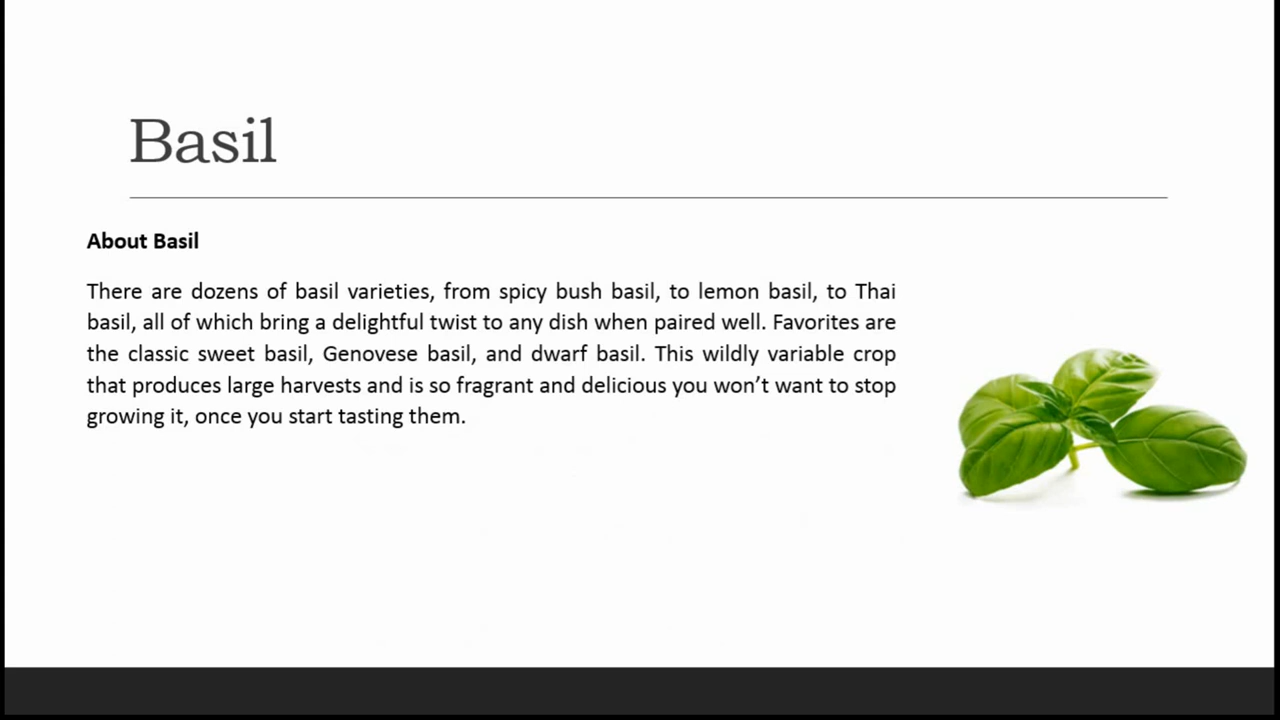 Basil
About Basil
There are dozens of basil varieties, from spicy bush basil, to lemon basil, to Thai
basil, all of which bring a delightful twist to any dish when paired well. Favorites are
the classic sweet basil, Genovese basil, and dwarf basil. This wildly variable crop
that produces large harvests and is so fragrant and delicious you won’t want to stop
growing it, once you start tasting them.